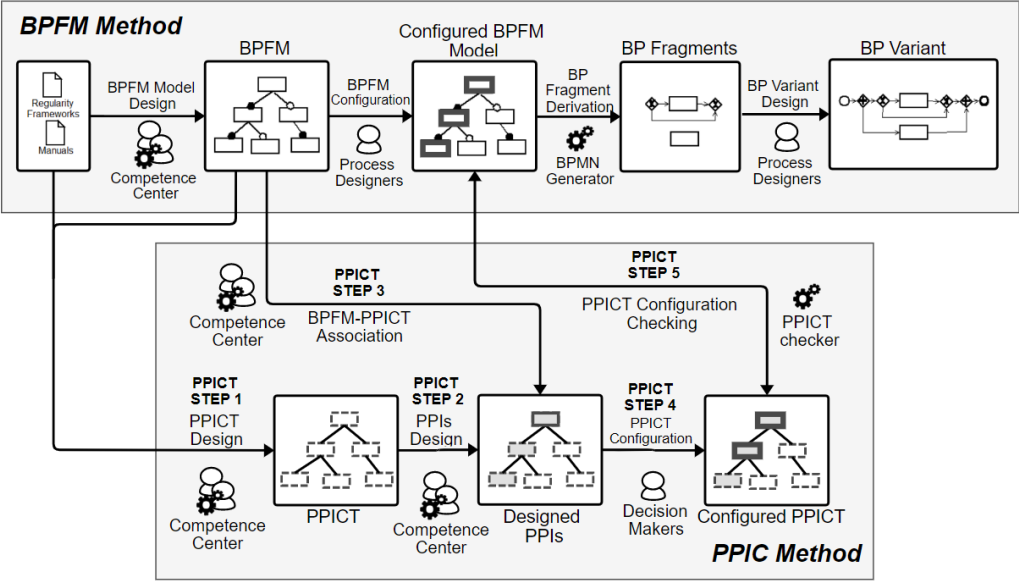 BPFM Method
Regularity
Frameworks
Manuals
BPFM Model
Design
Competence
Center
BPFM
BPFM
Configuration
Process
Designers
Configured BPFM
Model
BP
Fragment
Derivation
BPMN
Generator
BP Fragments
BP Variant
Design
Process
Designers
BP Variant
Competence
Center
PPICT
STEP 3
BPFM-PPICT
Association
PPICT
STEP 5
PPICT Configuration
Checking
PPICT
checker
PPICT
STEP 1
PPICT
Design
Competence
Center
PPICT
PPICT
STEP 2
PPIs
Design
Competence
Center
Designed
PPIs
PPICT
STEP 4
PPICT
Configuration
Decision
Makers
Configured PPICT
PPIC Method